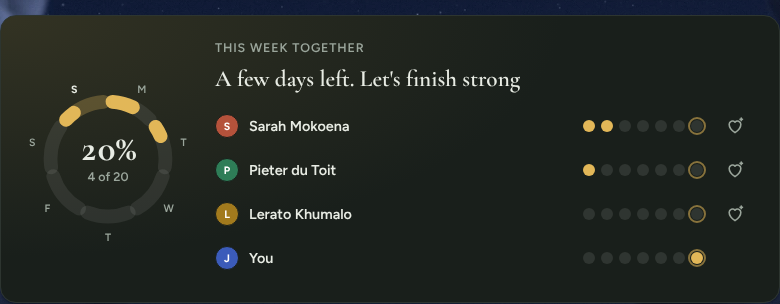 THIS WEEK TOGETHER
A few days left. Let's finish strong
S
M
T
W
T
F
S
20%
4 of 20
S Sarah Mokoena
P Pieter du Toit
L Lerato Khumalo
J You